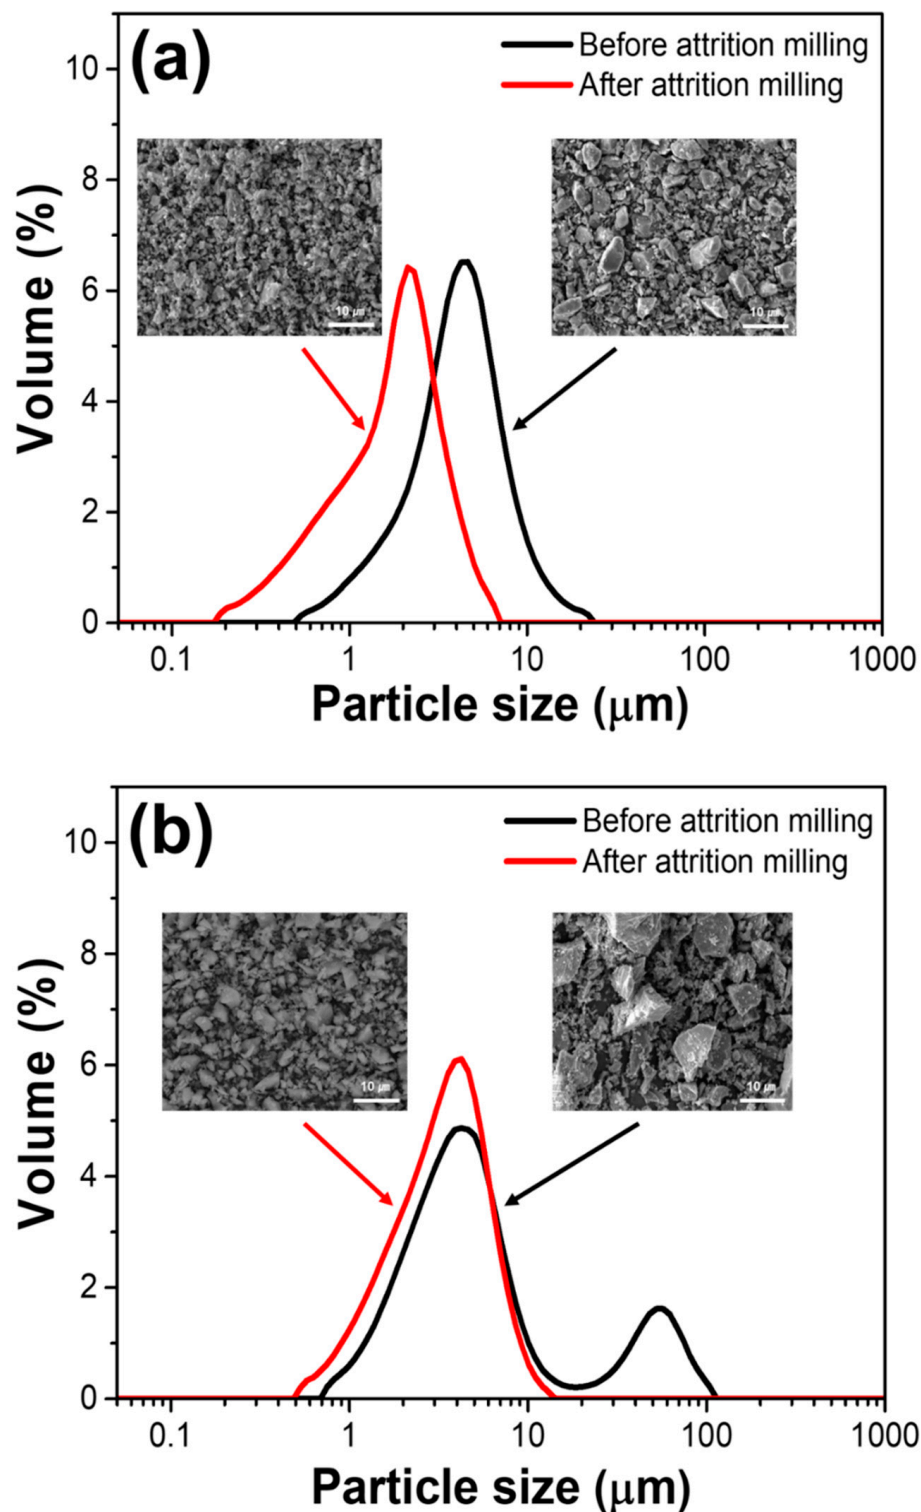 (a)
Before attrition milling
After attrition milling
10
8
6
4
2
0
Volume (%)
10 μm
10 μm
0.1 1 10 100 1000
Particle size (μm)
(b)
Before attrition milling
After attrition milling
10
8
6
4
2
0
Volume (%)
10 μm
10 μm
0.1 1 10 100 1000
Particle size (μm)